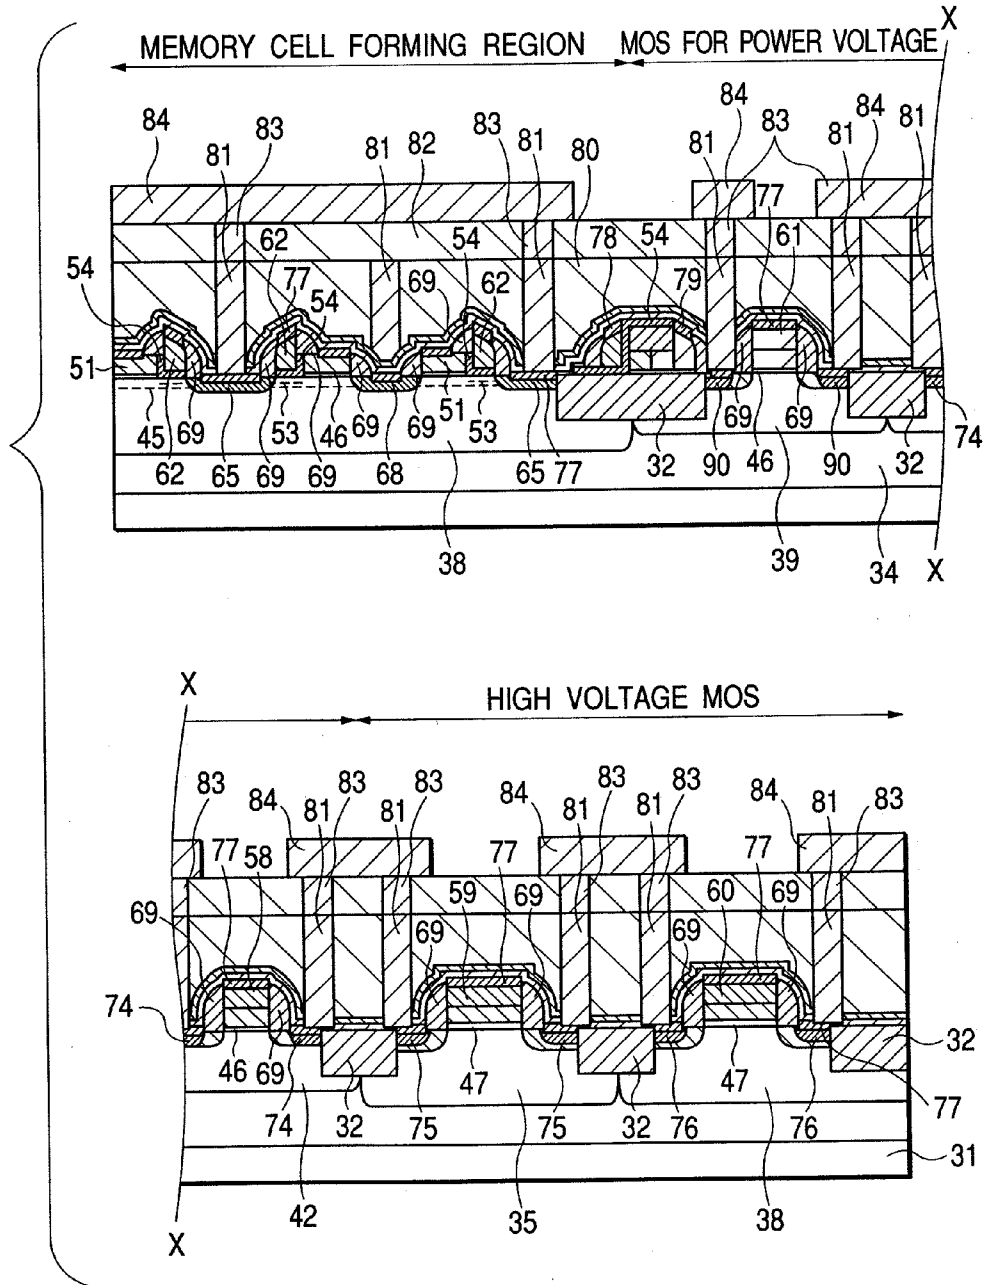 X
MEMORY CELL FORMING REGION MOS FOR POWER VOLTAGE
84 83 84
84 81 83 81 82 83 81 80 81 81 84 81
62 54 78 54 77 61
54 77 54 69 62 79
69
51
45 69 53 46 69 69 51 53 69 46 69 74
62 65 69 69 68 65 77 32 90 90 32
38 39 34
X
X
HIGH VOLTAGE MOS
83 84 81 83 81 83 84 81 83 81 83 84 81 83
77 58 77 77
69 59 69 60 69
69 69
74
46 69 47 47 32
74 32 75 75 32 76 76 77
31
42 35 38
X